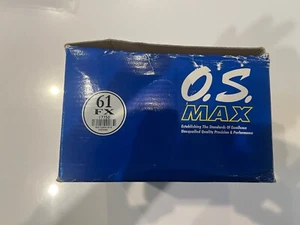 61
FX
O.S.
MAX
Establishing The Standards Of Excellence
Unequalled Quality Precision & Performance